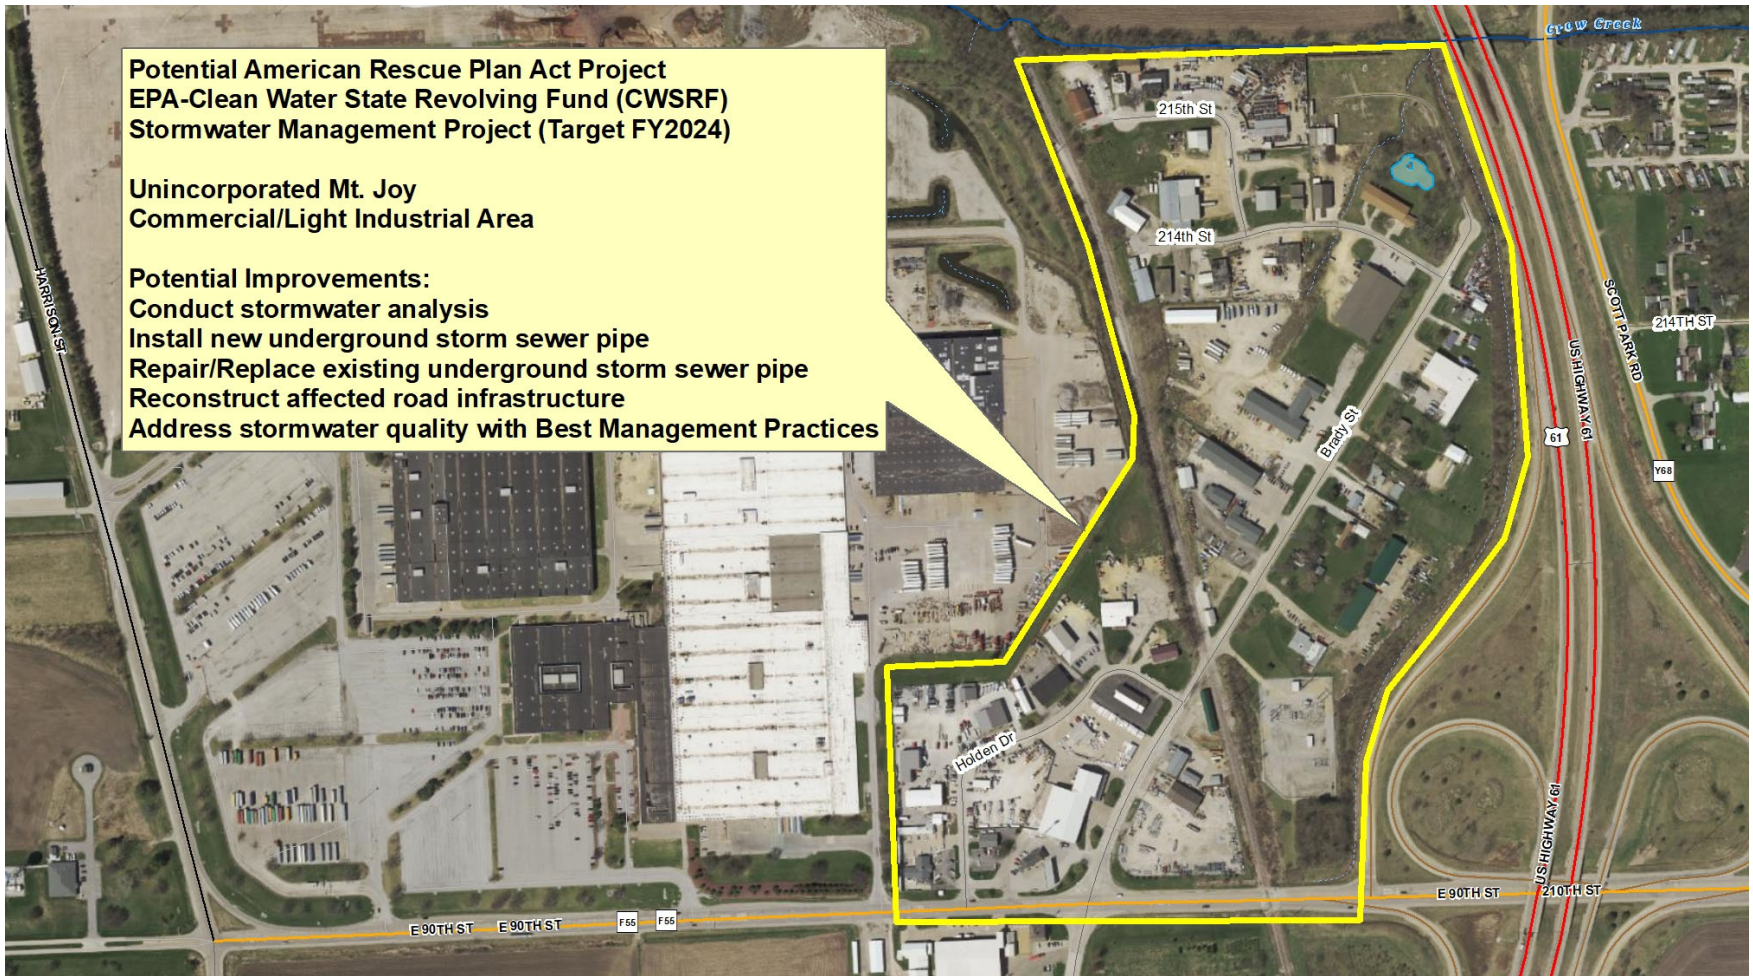 Potential American Rescue Plan Act Project
EPA-Clean Water State Revolving Fund (CWSRF)
Stormwater Management Project (Target FY2024)
Unincorporated Mt. Joy
Commercial/Light Industrial Area
Potential Improvements:
Conduct stormwater analysis
Install new underground storm sewer pipe
Repair/Replace existing underground storm sewer pipe
Reconstruct affected road infrastructure
Address stormwater quality with Best Management Practices
Crow Creek
215th St
214th St
HARRISON ST
SCOTT PARK RD
214TH ST
US HIGHWAY 61
61
Y68
Brady St
Holden Dr
US HIGHWAY 61
E 90TH ST
210TH ST
E 90TH ST
E 90TH ST
F55
F55